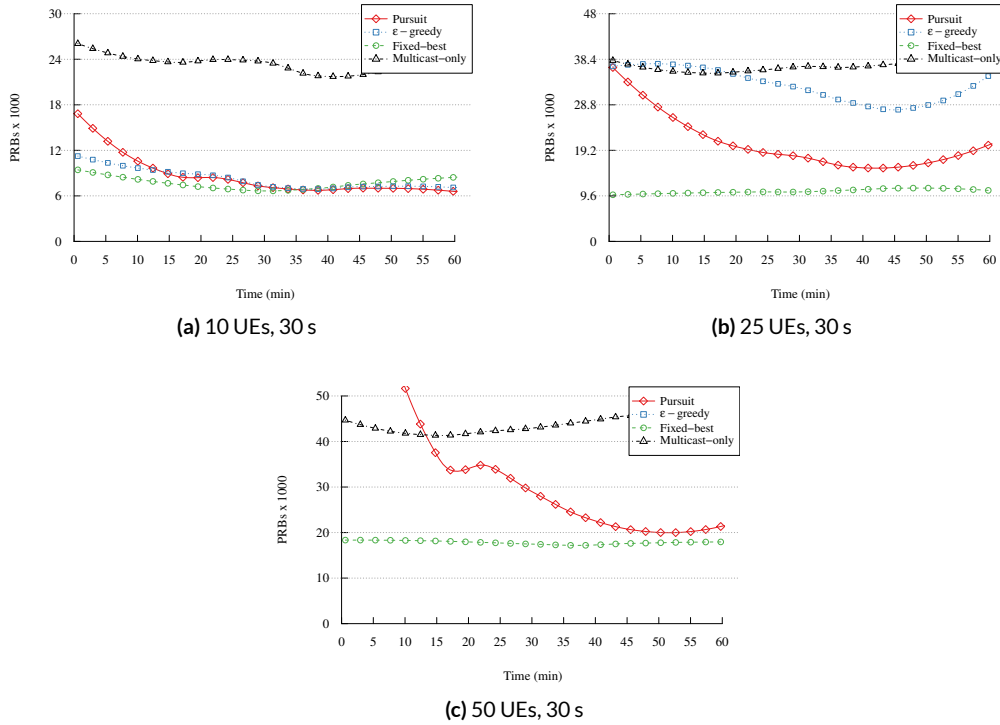 30
24
18
12
6
0
PRBs x 1000
0 5 10 15 20 25 30 35 40 45 50 55 60
Time (min)
Pursuit
ε−greedy
Fixed−best
Multicast−only
(a) 10 UEs, 30 s
48
38.4
28.8
19.2
9.6
0
PRBs x 1000
0 5 10 15 20 25 30 35 40 45 50 55 60
Time (min)
Pursuit
ε−greedy
Fixed−best
Multicast−only
(b) 25 UEs, 30 s
50
40
30
20
10
0
PRBs x 1000
0 5 10 15 20 25 30 35 40 45 50 55 60
Time (min)
Pursuit
ε−greedy
Fixed−best
Multicast−only
(c) 50 UEs, 30 s